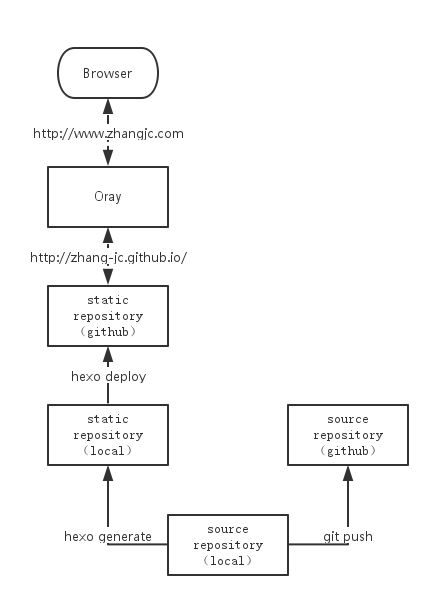 Browser
http://www.zhangjc.com
Oray
http://zhang-jc.github.io/
static
repository
（github）
hexo deploy
static
repository
（local）
source
repository
（github）
hexo generate
source
repository
（local）
git push